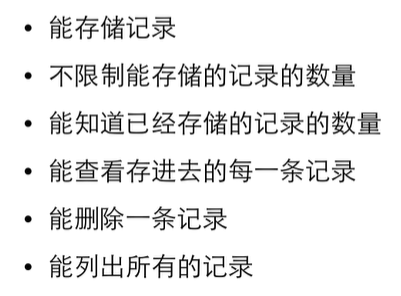 • 能存储记录
• 不限制能存储的记录的数量
• 能知道已经存储的记录的数量
• 能查看存进去的每一条记录
• 能删除一条记录
• 能列出所有的记录